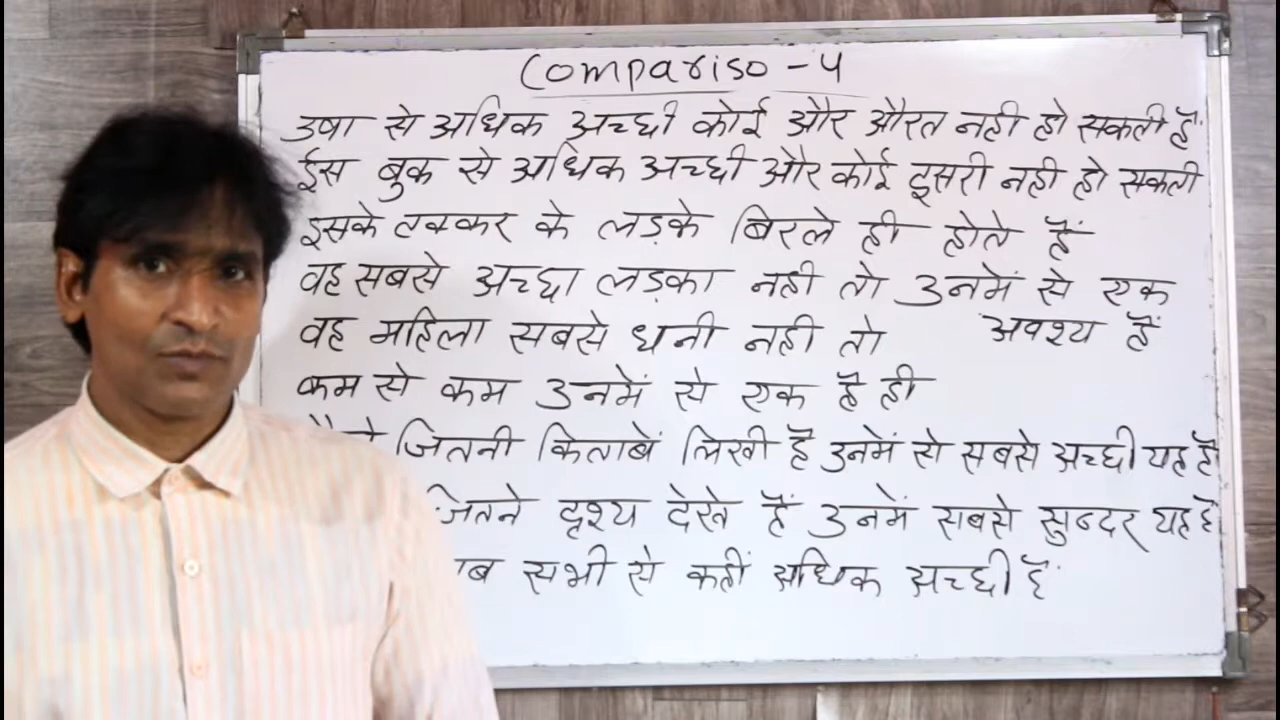 Compariso - 4
उषा से अधिक अच्छी कोई और औरत नही हो सकती हैं
ईस बुक से अधिक अच्छी और कोई दूसरी नही हो सकती
इसके टक्कर के लड़के बिरले ही होते हैं
वह सबसे अच्छा लड़का नही तो उनमें से एक
अवश्य हैं
वह महिला सबसे धनी नही तो
कम से कम उनमें से एक है ही
जितनी किताबें लिखी है उनमें से सबसे अच्छी यह है
जितने दृश्य देखे हैं उनमें सबसे सुन्दर यह है
सभी से कहीं अधिक अच्छी हैं